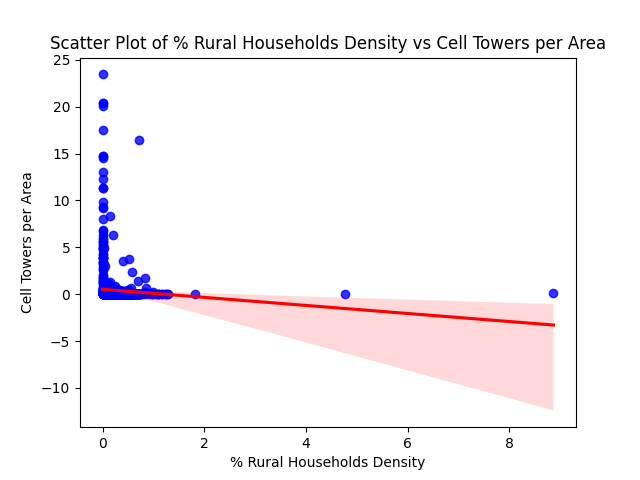 Scatter Plot of % Rural Households Density vs Cell Towers per Area
25
20
15
10
5
0
−5
−10
Cell Towers per Area
0 2 4 6 8
% Rural Households Density